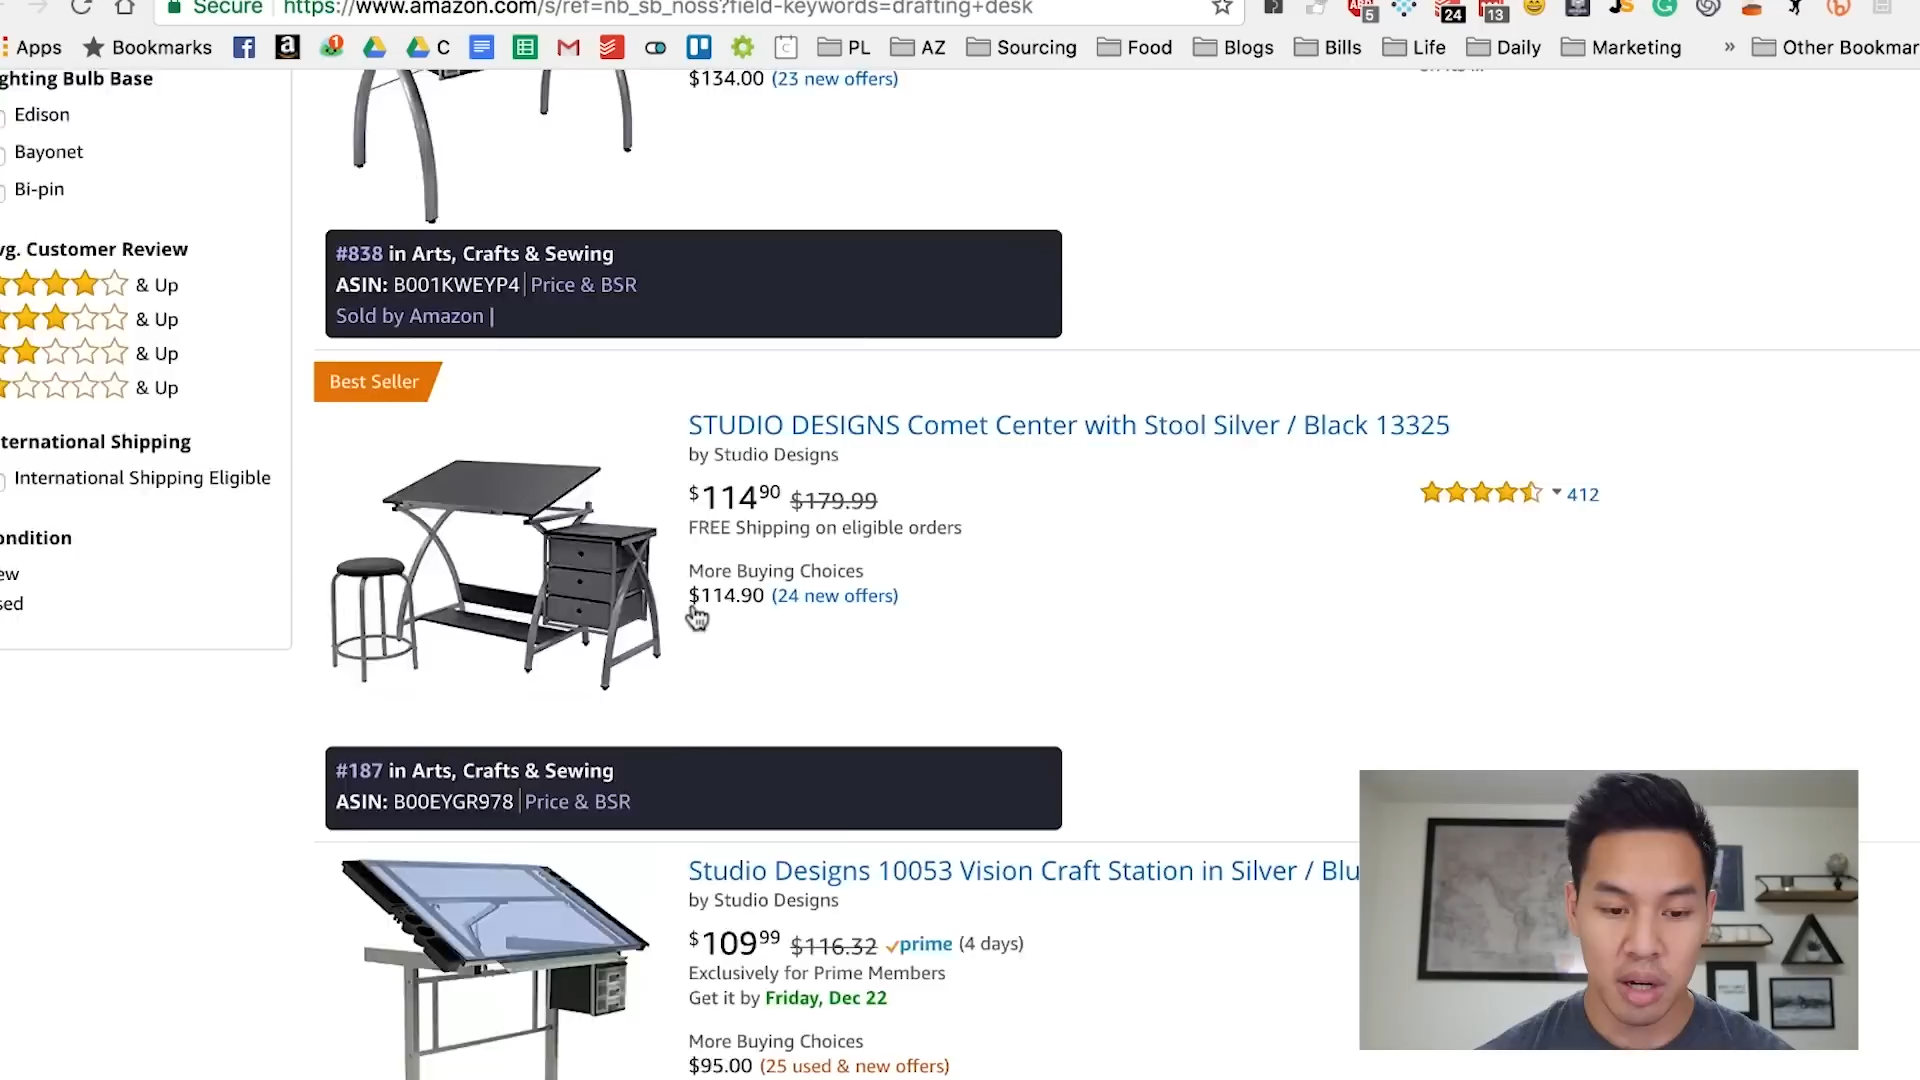 Secure https://www.amazon.com/s/ref=nb_sb_noss?field-keywords=drafting+desk
5 24 13
Apps Bookmarks C PL AZ Sourcing Food Blogs Bills Life Daily Marketing » Other Bookmar
ghting Bulb Base
Edison
Bayonet
Bi-pin
vg. Customer Review
& Up
& Up
& Up
& Up
ternational Shipping
International Shipping Eligible
ondition
ew
sed
$134.00 (23 new offers)
#838 in Arts, Crafts & Sewing
ASIN: B001KWEYP4 Price & BSR
Sold by Amazon |
Best Seller
STUDIO DESIGNS Comet Center with Stool Silver / Black 13325
by Studio Designs
$114 90 $179.99
412
FREE Shipping on eligible orders
More Buying Choices
$114.90 (24 new offers)
#187 in Arts, Crafts & Sewing
ASIN: B00EYGR978 Price & BSR
Studio Designs 10053 Vision Craft Station in Silver / Blu
by Studio Designs
$109 99 $116.32 prime (4 days)
Exclusively for Prime Members
Get it by Friday, Dec 22
More Buying Choices
$95.00 (25 used & new offers)